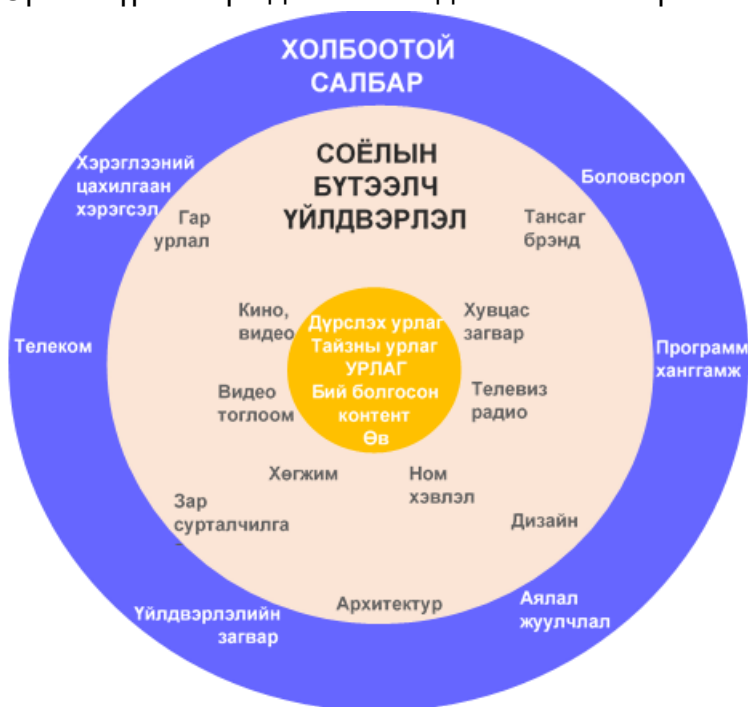 ХОЛБООТОЙ
САЛБАР
СОЁЛЫН
БҮТЭЭЛЧ
ҮЙЛДВЭРЛЭЛ
Хэрэглээний
цахилгаан
хэрэгсэл
Боловсрол
Гар
урлал
Тансаг
брэнд
Кино,
видео
Дүрслэх урлаг
Тайзны урлаг
УРЛАГ
Бий болгосон
контент
Өв
Хувцас
загвар
Телеком
Программ
ханггамж
Видео
тоглоом
Телевиз
радио
Хөгжим
Ном
хэвлэл
Зар
сурталчилга
Дизайн
Архитектур
Үйлдвэрлэлийн
загвар
Аялал
жуулчлал